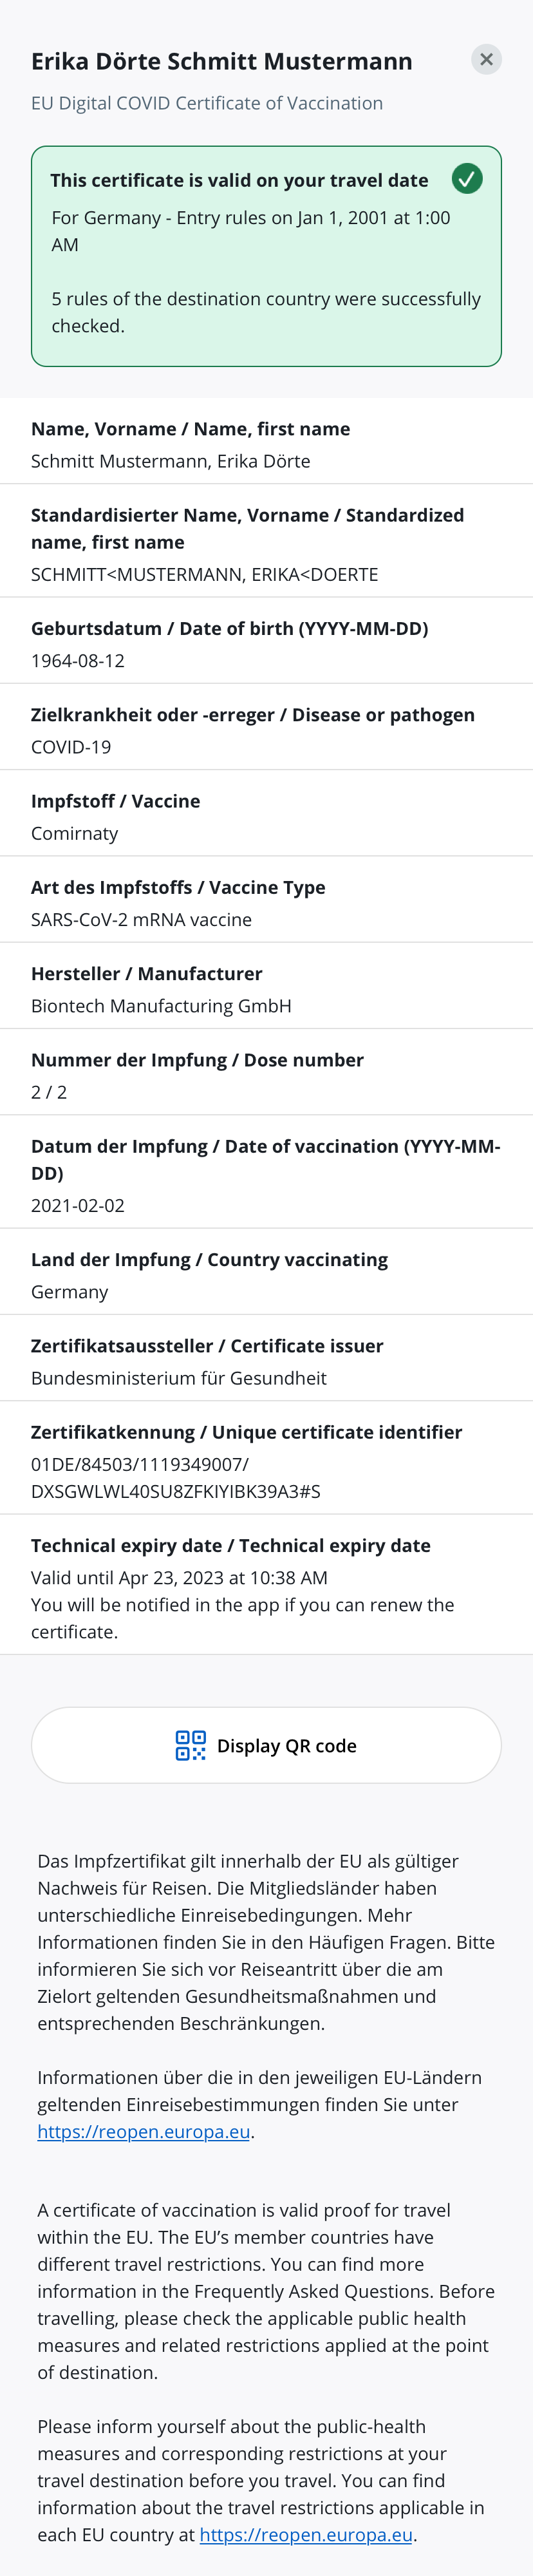 Erika Dörte Schmitt Mustermann
EU Digital COVID Certificate of Vaccination
This certificate is valid on your travel date
For Germany - Entry rules on Jan 1, 2001 at 1:00
AM
5 rules of the destination country were successfully
checked.
Name, Vorname / Name, first name
Schmitt Mustermann, Erika Dörte
Standardisierter Name, Vorname / Standardized
name, first name
SCHMITT<MUSTERMANN, ERIKA<DOERTE
Geburtsdatum / Date of birth (YYYY-MM-DD)
1964-08-12
Zielkrankheit oder -erreger / Disease or pathogen
COVID-19
Impfstoff / Vaccine
Comirnaty
Art des Impfstoffs / Vaccine Type
SARS-CoV-2 mRNA vaccine
Hersteller / Manufacturer
Biontech Manufacturing GmbH
Nummer der Impfung / Dose number
2 / 2
Datum der Impfung / Date of vaccination (YYYY-MM-
DD)
2021-02-02
Land der Impfung / Country vaccinating
Germany
Zertifikatsaussteller / Certificate issuer
Bundesministerium für Gesundheit
Zertifikatkennung / Unique certificate identifier
01DE/84503/1119349007/
DXSGWLWL40SU8ZFKIYIBK39A3#S
Technical expiry date / Technical expiry date
Valid until Apr 23, 2023 at 10:38 AM
You will be notified in the app if you can renew the
certificate.
Display QR code
Das Impfzertifikat gilt innerhalb der EU als gültiger
Nachweis für Reisen. Die Mitgliedsländer haben
unterschiedliche Einreisebedingungen. Mehr
Informationen finden Sie in den Häufigen Fragen. Bitte
informieren Sie sich vor Reiseantritt über die am
Zielort geltenden Gesundheitsmaßnahmen und
entsprechenden Beschränkungen.
Informationen über die in den jeweiligen EU-Ländern
geltenden Einreisebestimmungen finden Sie unter
https://reopen.europa.eu.
A certificate of vaccination is valid proof for travel
within the EU. The EU’s member countries have
different travel restrictions. You can find more
information in the Frequently Asked Questions. Before
travelling, please check the applicable public health
measures and related restrictions applied at the point
of destination.
Please inform yourself about the public-health
measures and corresponding restrictions at your
travel destination before you travel. You can find
information about the travel restrictions applicable in
each EU country at https://reopen.europa.eu.